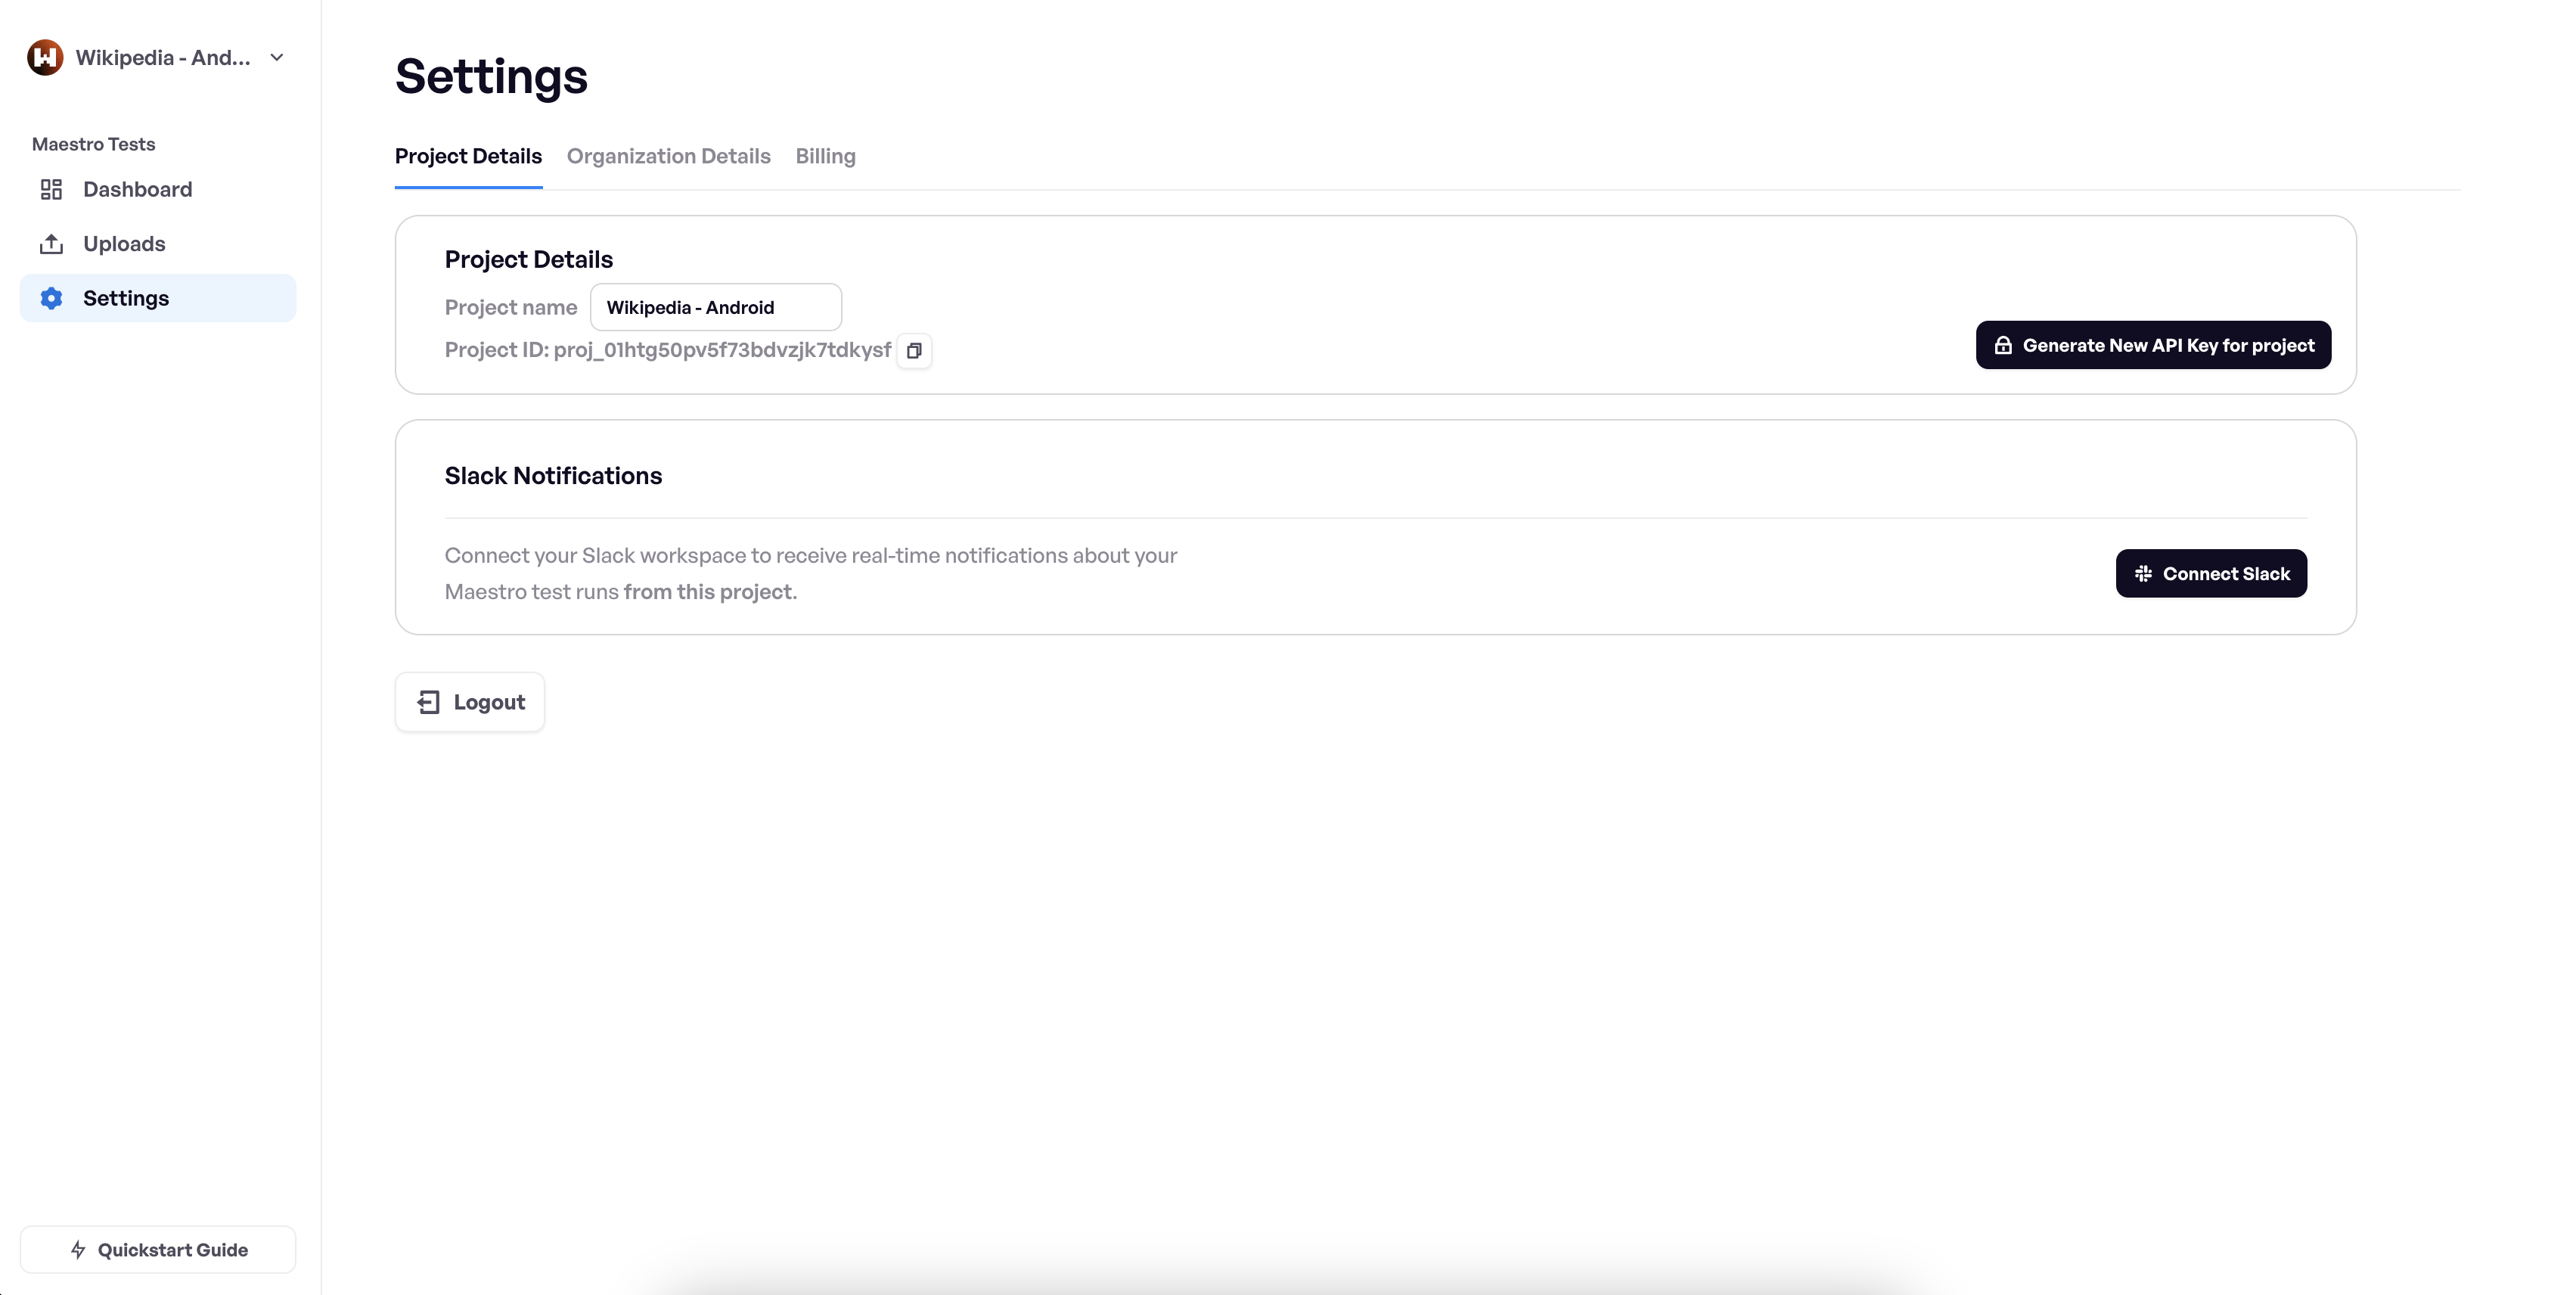 Wikipedia - And...
Maestro Tests
Dashboard
Uploads
Settings
Quickstart Guide
Settings
Project Details Organization Details Billing
Project Details
Project name Wikipedia - Android
Project ID: proj_01htg50pv5f73bdvzjk7tdkysf
Generate New API Key for project
Slack Notifications
Connect your Slack workspace to receive real-time notifications about your
Maestro test runs from this project.
Connect Slack
Logout